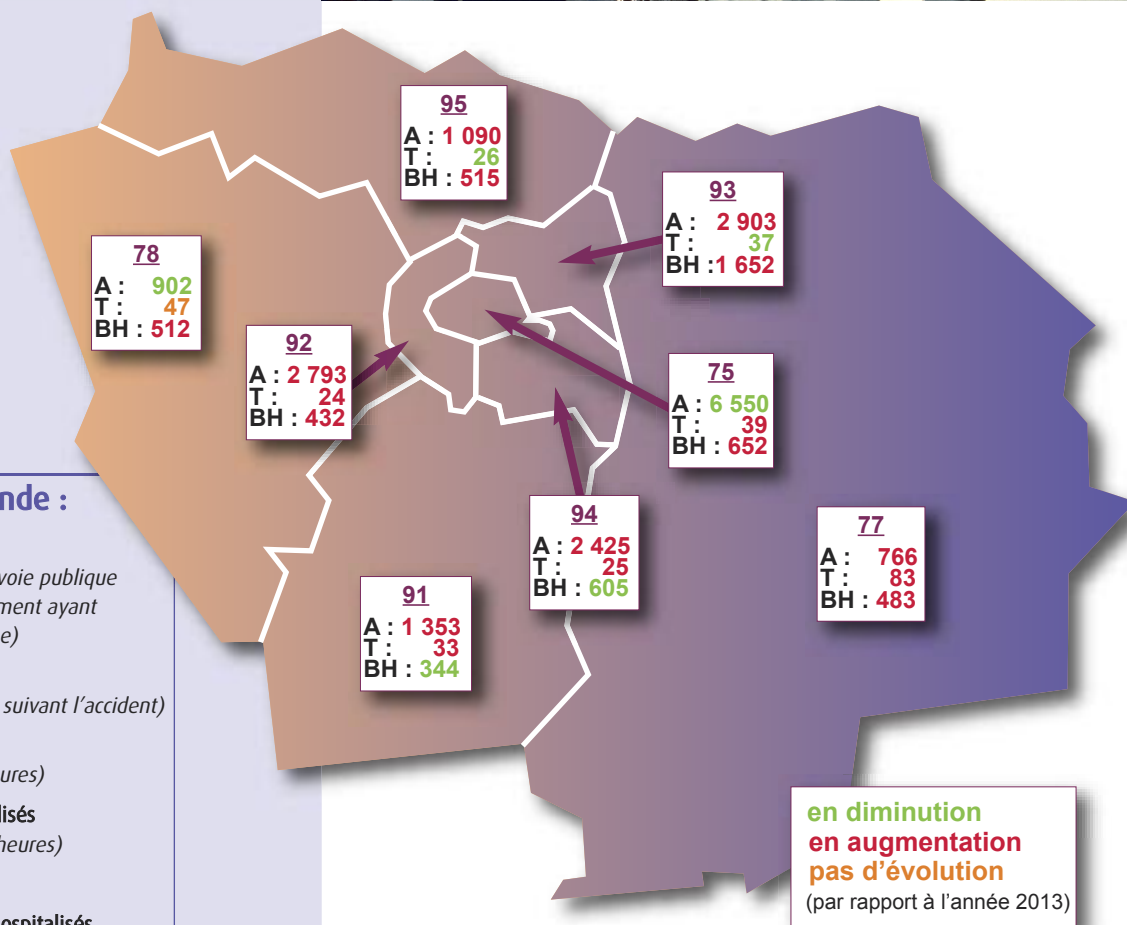 95
A : 1 090
T : 26
BH : 515
93
A : 2 903
T : 37
BH :1 652
78
A : 902
T : 47
BH : 512
92
A : 2 793
T : 24
BH : 432
75
A : 6 550
T : 39
BH : 652
94
A : 2 425
T : 25
BH : 605
77
A : 766
T : 83
BH : 483
91
A : 1 353
T : 33
BH : 344
nde :
voie publique
ment ayant
e)
suivant l’accident)
ures)
lisés
heures)
ospitalisés
en diminution
en augmentation
pas d’évolution
(par rapport à l’année 2013)